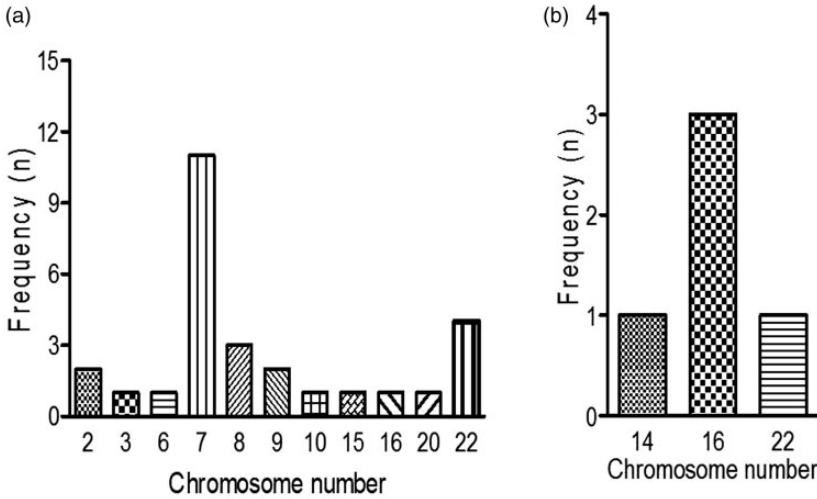 (a)
Frequency (n)
15
12
9
6
3
0
2 3 6 7 8 9 10 15 16 20 22
Chromosome number
(b)
Frequency (n)
4
3
2
1
0
14 16 22
Chromosome number